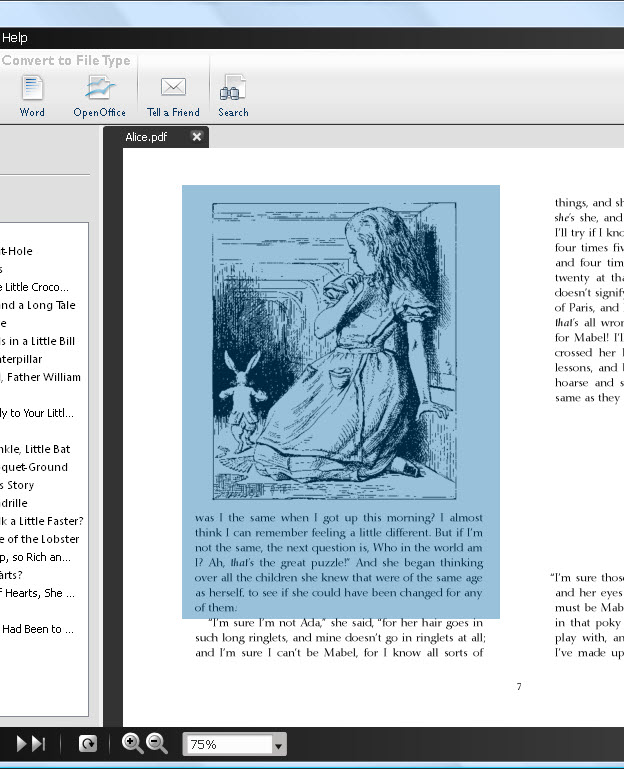 Help
Convert to File Type
Word
OpenOffice
Tell a Friend
Search
Alice.pdf
t-Hole
s
e Little Croco...
nd a Long Tale
e
s in a Little Bill
terpillar
, Father William
ly to Your Littl...
nkle, Little Bat
quet-Ground
s Story
drille
k a Little Faster?
e of the Lobster
p, so Rich an...
arts?
f Hearts, She ...
Had Been to ...
was I the same when I got up this morning? I almost
think I can remember feeling a little different. But if I’m
not the same, the next question is, Who in the world am
I? Ah, that’s the great puzzle!” And she began thinking
over all the children she knew that were of the same age
as herself, to see if she could have been changed for any
of them.
“I’m sure I’m not Ada,” she said, “for her hair goes in
such long ringlets, and mine doesn’t go in ringlets at all;
and I’m sure I can’t be Mabel, for I know all sorts of
7
things, and sh
she’s she, and
I’ll try if I kno
four times fiv
and four tim
twenty at tha
doesn’t signify
of Paris, and
that’s all wron
for Mabel! I’ll
crossed her
lessons, and
hoarse and s
same as they
“I’m sure those
and her eyes
must be Mab
in that poky
play with, an
I’ve made up
75%